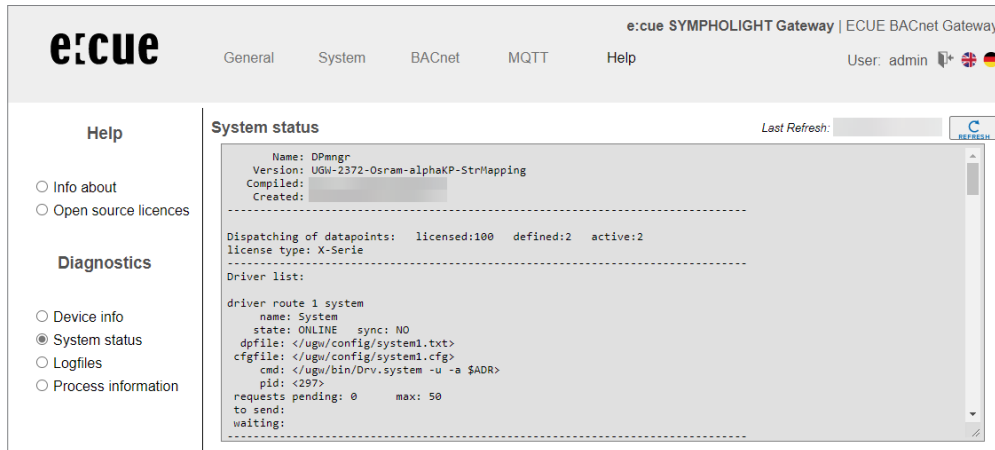 e:cue SYMPHOLIGHT Gateway | ECUE BACnet Gateway
e:cue
General System BACnet MQTT Help
User: admin
Help
Info about
Open source licences
Diagnostics
Device info
System status
Logfiles
Process information
System status
Last Refresh:
REFRESH
Name: DPmngr
Version: UGW-2372-Osram-alphaKP-StrMapping
Compiled:
Created:
--------------------------------------------------------------------------------
Dispatching of datapoints: licensed:100 defined:2 active:2
license type: X-Serie
--------------------------------------------------------------------------------
Driver list:
driver route 1 system
name: System
state: ONLINE sync: NO
dpfile: </ugw/config/system1.txt>
cfgfile: </ugw/config/system1.cfg>
cmd: </ugw/bin/Drv.system -u -a $ADR>
pid: <297>
requests pending: 0 max: 50
to send:
waiting:
--------------------------------------------------------------------------------